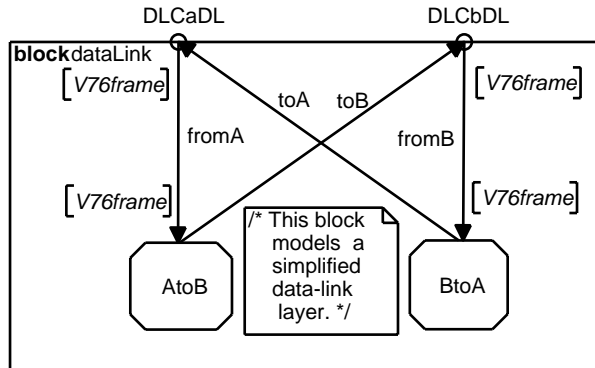 DLCaDL DLCbDL
block dataLink
[V76frame] [V76frame]
toA toB
fromA fromB
[V76frame] [V76frame]
/* This block
models a
simplified
data-link
layer. */
AtoB BtoA